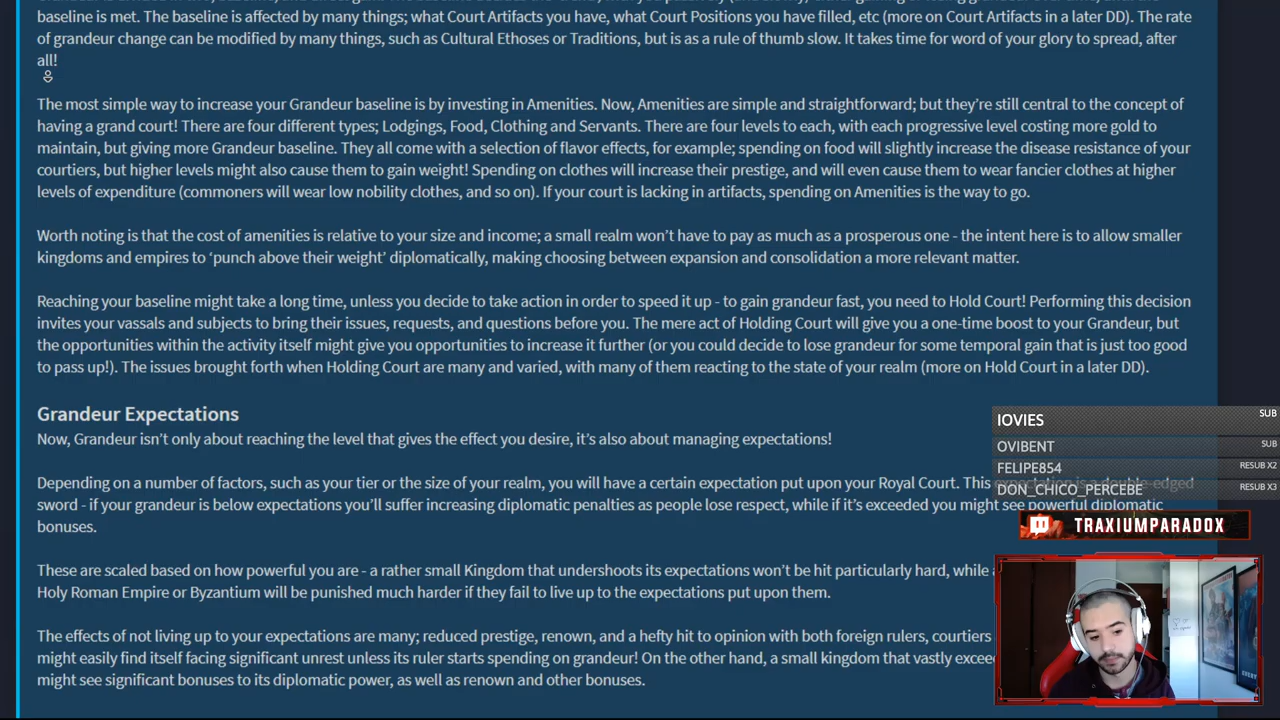 baseline is met. The baseline is affected by many things; what Court Artifacts you have, what Court Positions you have filled, etc (more on Court Artifacts in a later DD). The rate
of grandeur change can be modified by many things, such as Cultural Ethoses or Traditions, but is as a rule of thumb slow. It takes time for word of your glory to spread, after
all!
The most simple way to increase your Grandeur baseline is by investing in Amenities. Now, Amenities are simple and straightforward; but they're still central to the concept of
having a grand court! There are four different types; Lodgings, Food, Clothing and Servants. There are four levels to each, with each progressive level costing more gold to
maintain, but giving more Grandeur baseline. They all come with a selection of flavor effects, for example; spending on food will slightly increase the disease resistance of your
courtiers, but higher levels might also cause them to gain weight! Spending on clothes will increase their prestige, and will even cause them to wear fancier clothes at higher
levels of expenditure (commoners will wear low nobility clothes, and so on). If your court is lacking in artifacts, spending on Amenities is the way to go.
Worth noting is that the cost of amenities is relative to your size and income; a small realm won't have to pay as much as a prosperous one - the intent here is to allow smaller
kingdoms and empires to ‘punch above their weight’ diplomatically, making choosing between expansion and consolidation a more relevant matter.
Reaching your baseline might take a long time, unless you decide to take action in order to speed it up - to gain grandeur fast, you need to Hold Court! Performing this decision
invites your vassals and subjects to bring their issues, requests, and questions before you. The mere act of Holding Court will give you a one-time boost to your Grandeur, but
the opportunities within the activity itself might give you opportunities to increase it further (or you could decide to lose grandeur for some temporal gain that is just too good
to pass up!). The issues brought forth when Holding Court are many and varied, with many of them reacting to the state of your realm (more on Hold Court in a later DD).
Grandeur Expectations
Now, Grandeur isn't only about reaching the level that gives the effect you desire, it's also about managing expectations!
Depending on a number of factors, such as your tier or the size of your realm, you will have a certain expectation put upon your Royal Court. This expectation is a double-edged
sword - if your grandeur is below expectations you'll suffer increasing diplomatic penalties as people lose respect, while if it's exceeded you might see powerful diplomatic
bonuses.
These are scaled based on how powerful you are - a rather small Kingdom that undershoots its expectations won't be hit particularly hard, while
Holy Roman Empire or Byzantium will be punished much harder if they fail to live up to the expectations put upon them.
The effects of not living up to your expectations are many; reduced prestige, renown, and a hefty hit to opinion with both foreign rulers, courtiers
might easily find itself facing significant unrest unless its ruler starts spending on grandeur! On the other hand, a small kingdom that vastly
might see significant bonuses to its diplomatic power, as well as renown and other bonuses.
IOVIES SUB
OVIBENT SUB
FELIPE854 RESUB X2
DON_CHICO_PERCEBE RESUB X3
TRAXIUMPARADOX